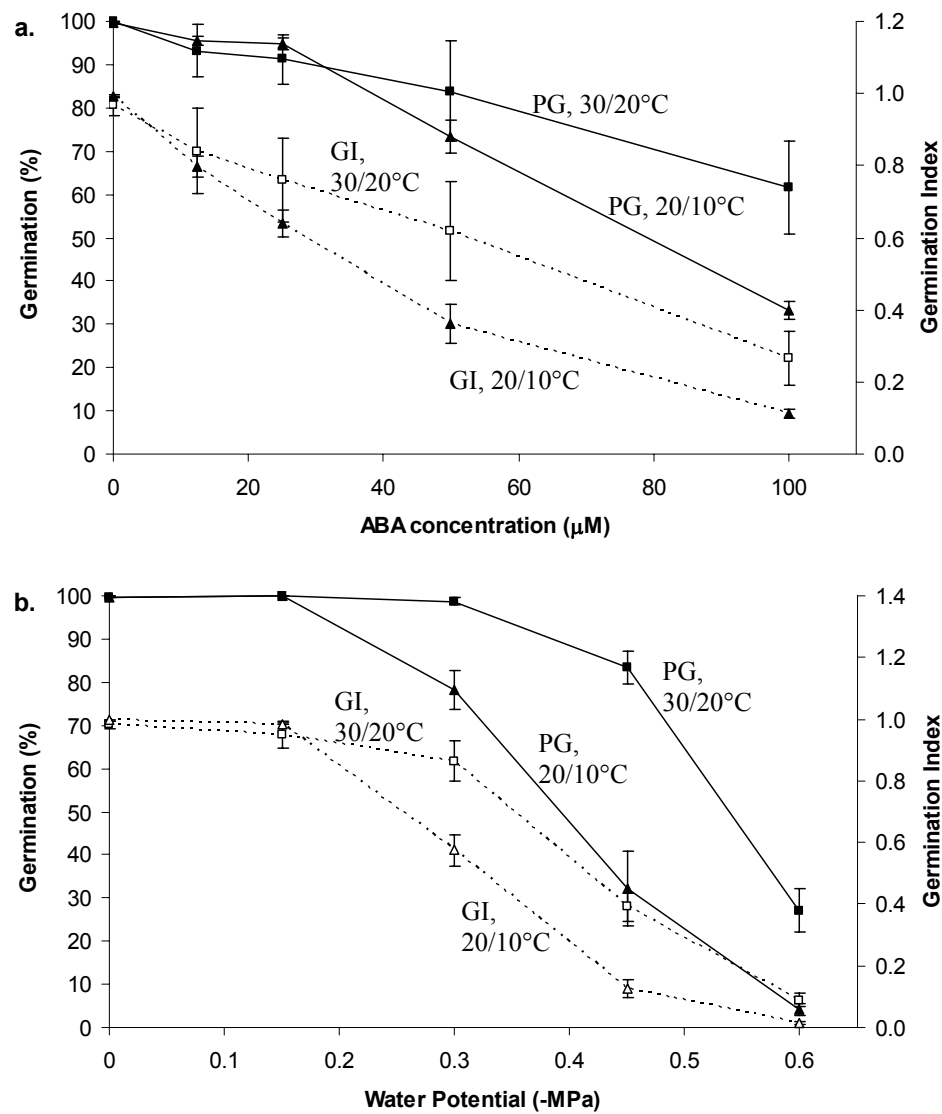 a.
100
90
80
70
60
50
40
30
20
10
0
Germination (%)
1.2
1.0
0.8
0.6
0.4
0.2
0.0
Germination Index
PG, 30/20°C
GI,
30/20°C
PG, 20/10°C
GI, 20/10°C
0 20 40 60 80 100
ABA concentration (µM)
b.
100
90
80
70
60
50
40
30
20
10
0
Germination (%)
1.4
1.2
1.0
0.8
0.6
0.4
0.2
0.0
Germination Index
GI,
30/20°C
PG,
30/20°C
PG,
20/10°C
GI,
20/10°C
0 0.1 0.2 0.3 0.4 0.5 0.6
Water Potential (-MPa)